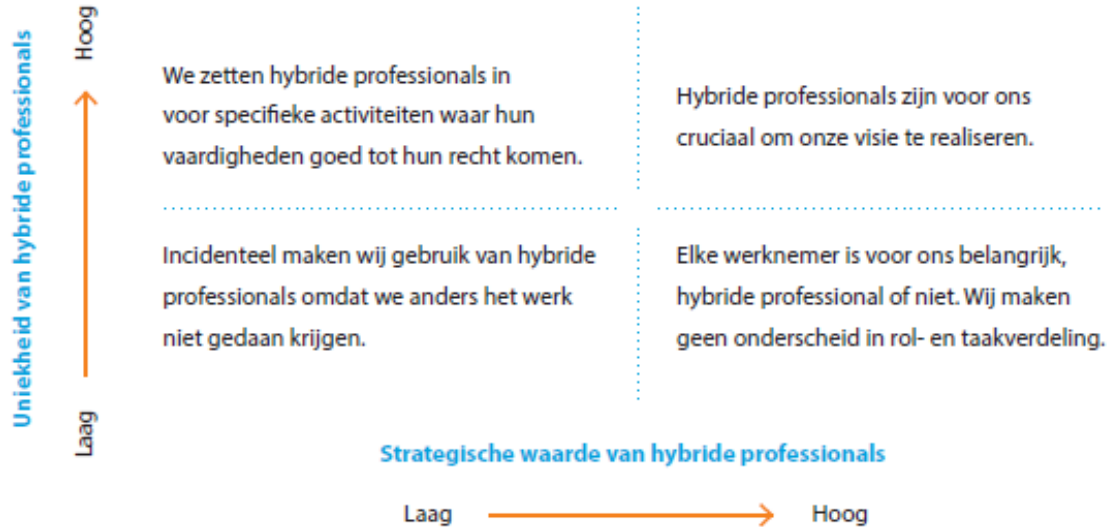 Uniekheid van hybride professionals
Hoog
Laag
We zetten hybride professionals in
voor specifieke activiteiten waar hun
vaardigheden goed tot hun recht komen.
Hybride professionals zijn voor ons
cruciaal om onze visie te realiseren.
Incidenteel maken wij gebruik van hybride
professionals omdat we anders het werk
niet gedaan krijgen.
Elke werknemer is voor ons belangrijk,
hybride professional of niet. Wij maken
geen onderscheid in rol- en taakverdeling.
Strategische waarde van hybride professionals
Laag
Hoog